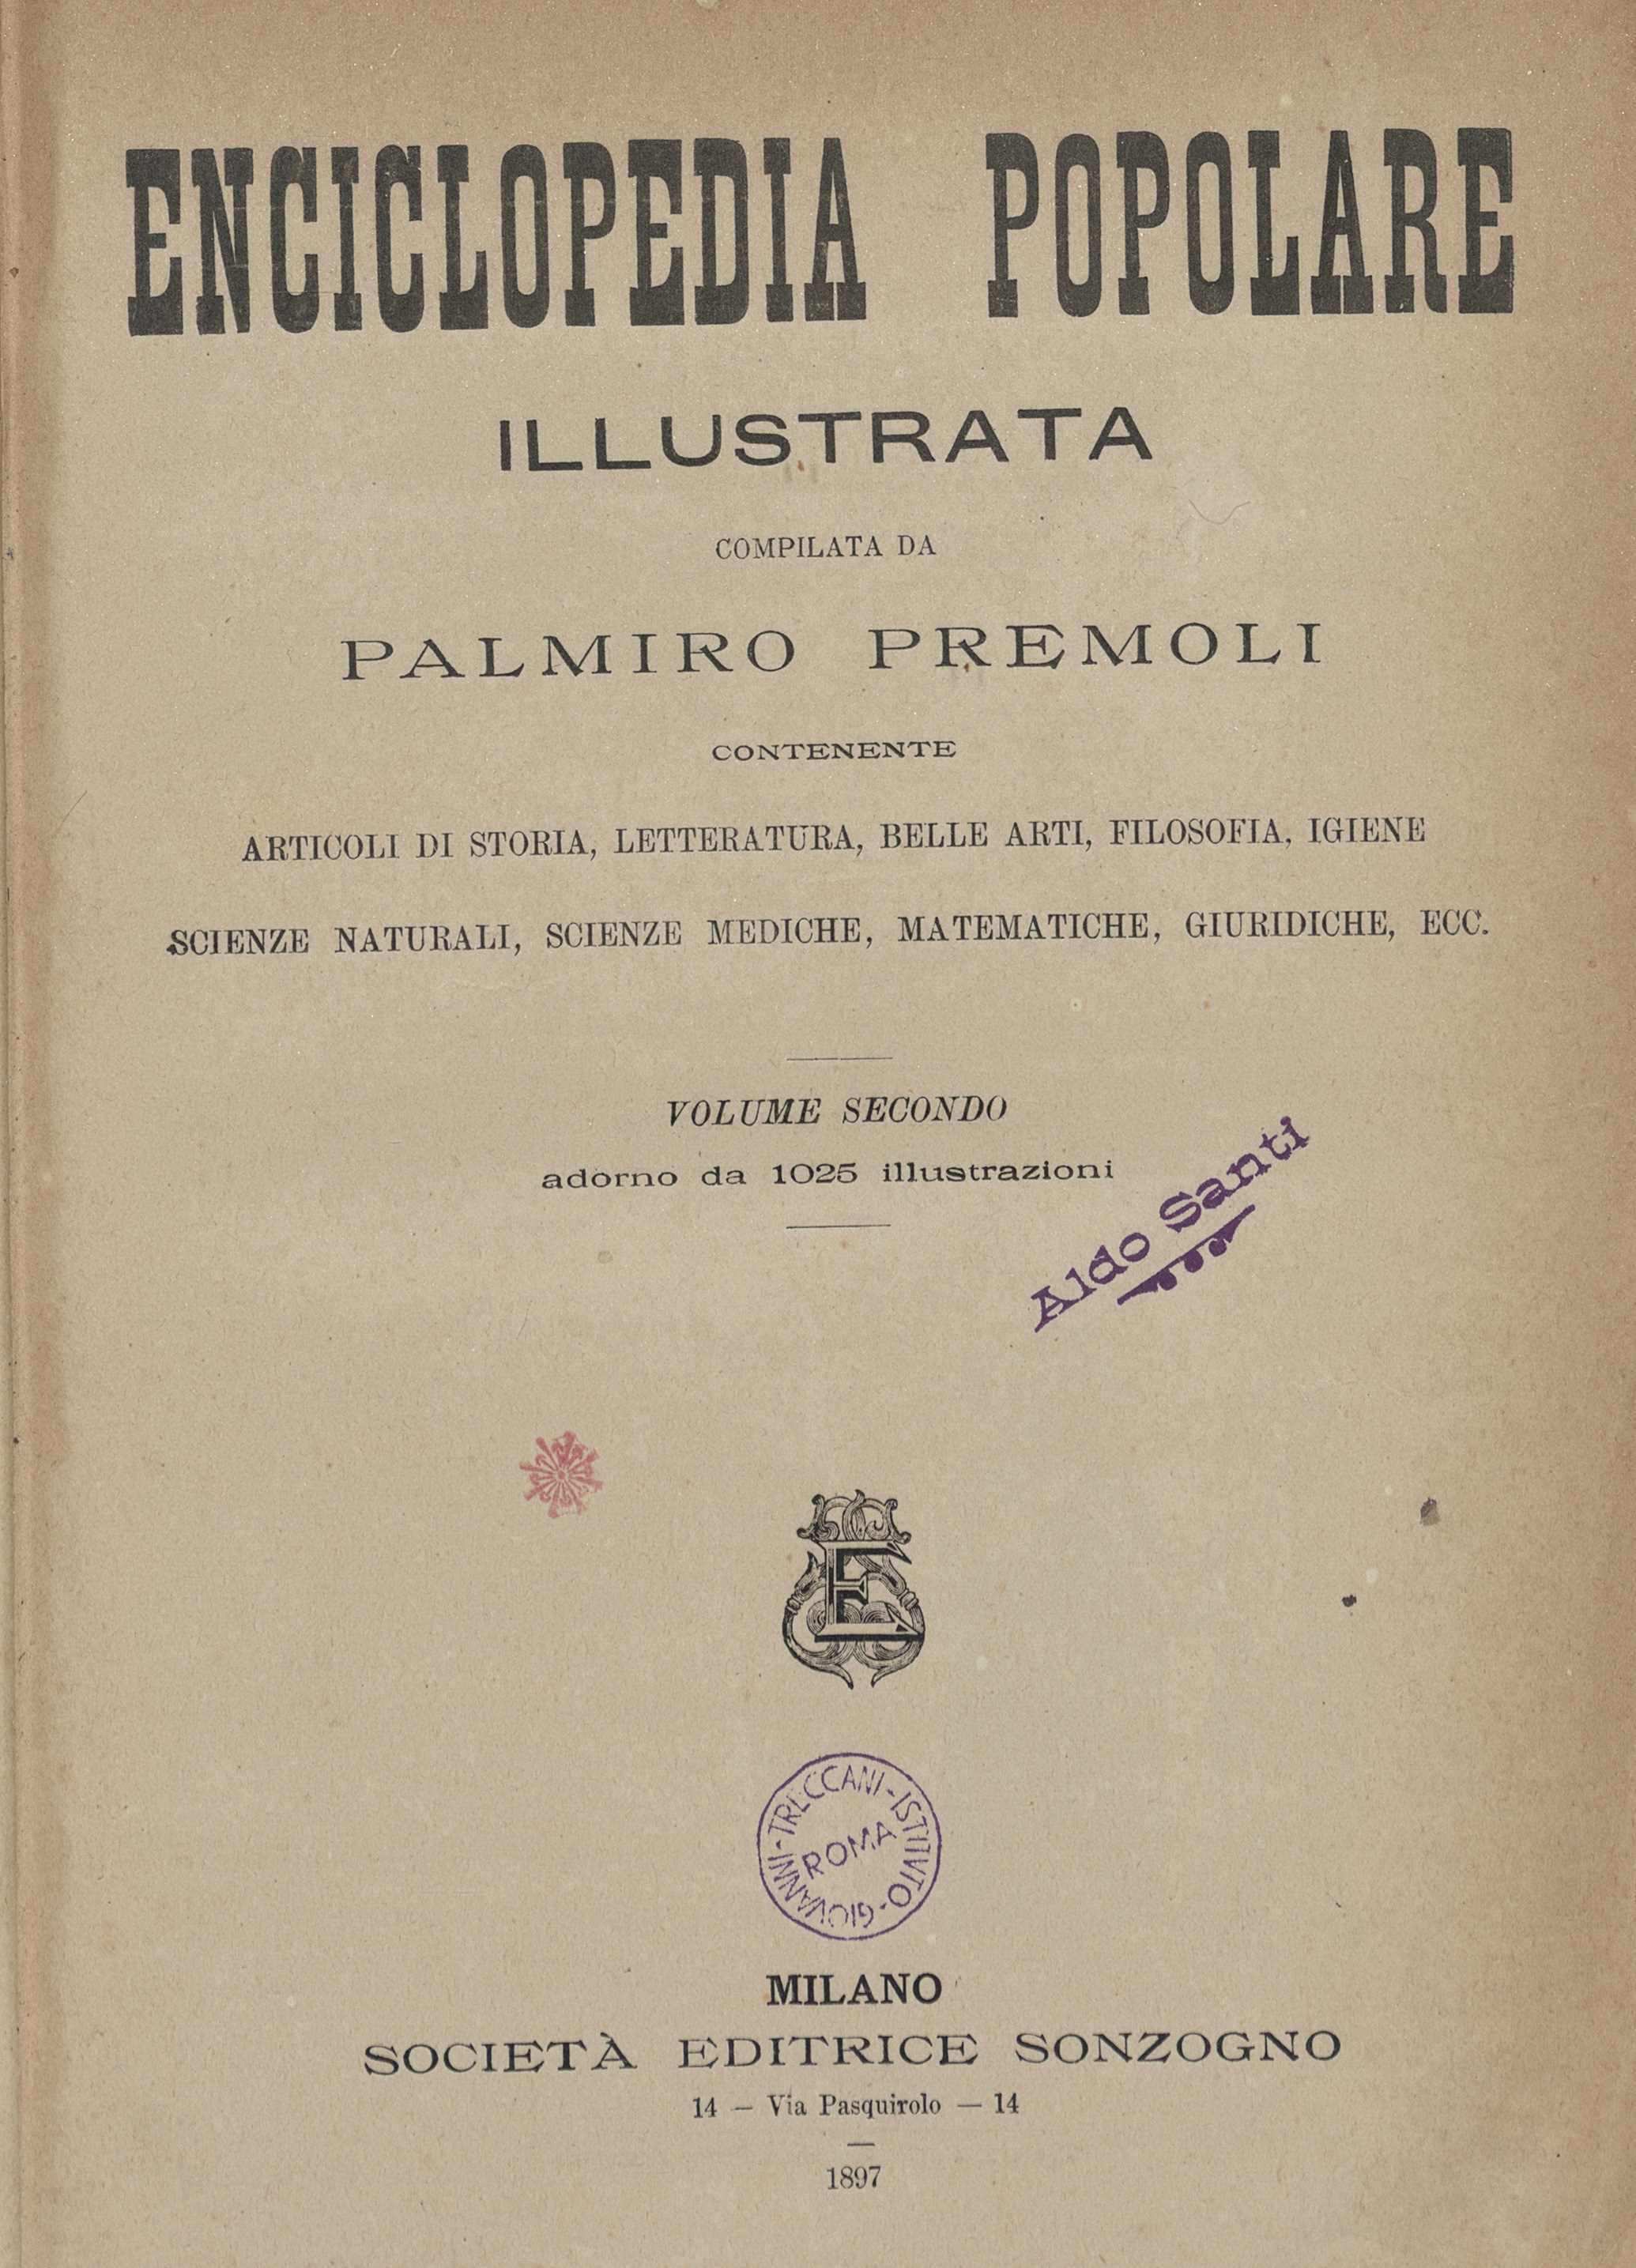 ENCICLOPEDIA POPOLARE
ILLUSTRATA
COMPILATA DA
PALMIRO PREMOLI
CONTENENTE
ARTICOLI DI STORIA, LETTERATURA, BELLE ARTI, FILOSOFIA, IGIENE
SCIENZE NATURALI, SCIENZE MEDICHE, MATEMATICHE, GIURIDICHE, ECC.
VOLUME SECONDO
adorno da 1025 illustrazioni
Aldo Santi
E
ISTITVTO - GIOVANNI - TRECCANI -
ROMA
MILANO
SOCIETÀ EDITRICE SONZOGNO
14 — Via Pasquirolo — 14
1897